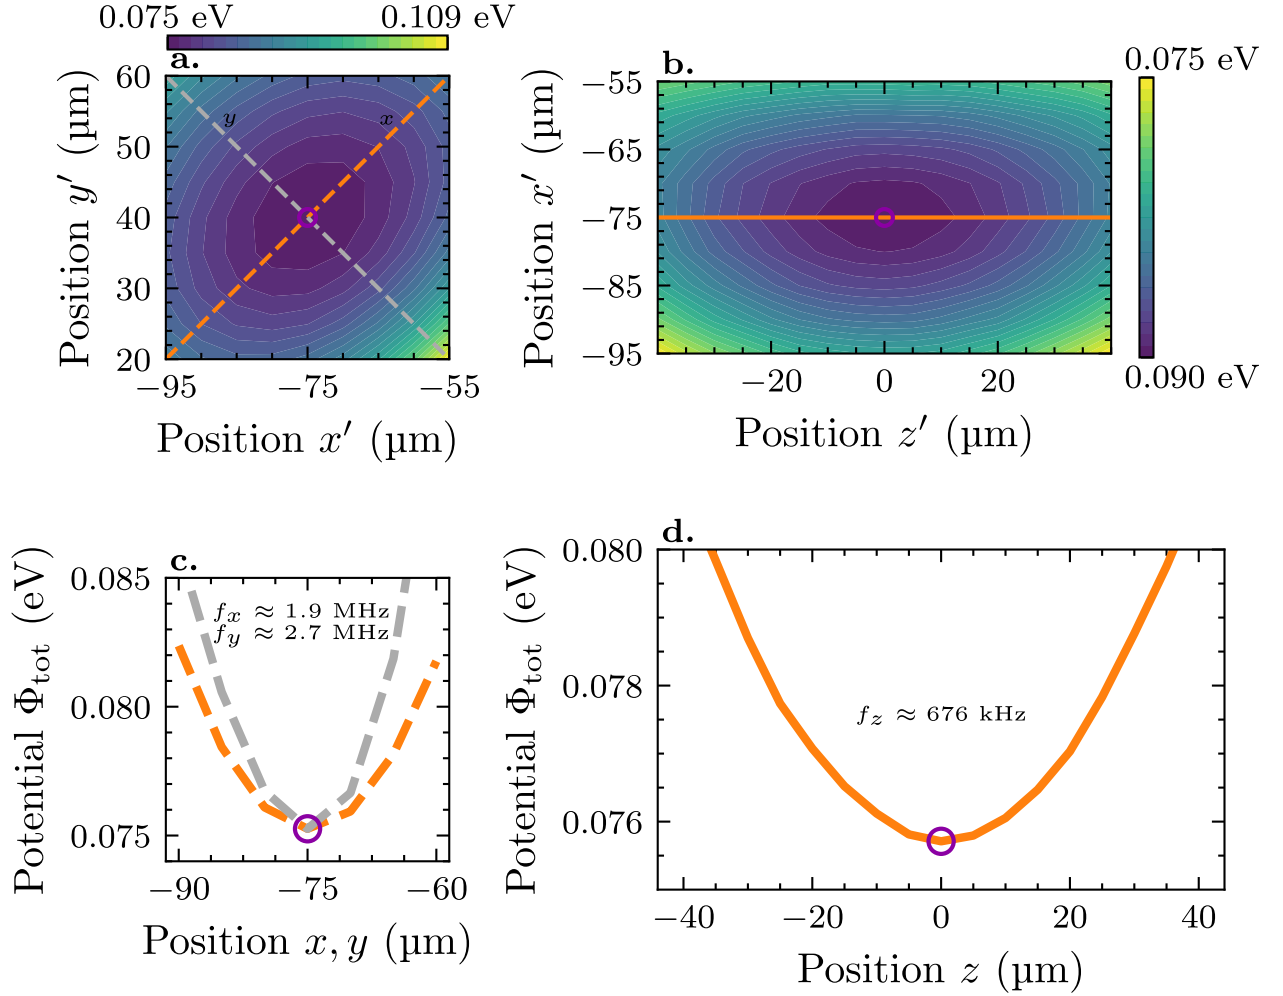 0.075 eV 0.109 eV
a.
60
50
40
30
20
y x
Position y′ (µm)
−95 −75 −55
Position x′ (µm)
b.
−55
−65
−75
−85
−95
Position x′ (µm)
−20 0 20
Position z′ (µm)
0.075 eV
0.090 eV
c.
0.085
0.080
0.075
Potential Φtot (eV)
fx ≈ 1.9 MHz
fy ≈ 2.7 MHz
−90 −75 −60
Position x, y (µm)
d.
0.080
0.078
0.076
Potential Φtot (eV)
fz ≈ 676 kHz
−40 −20 0 20 40
Position z (µm)